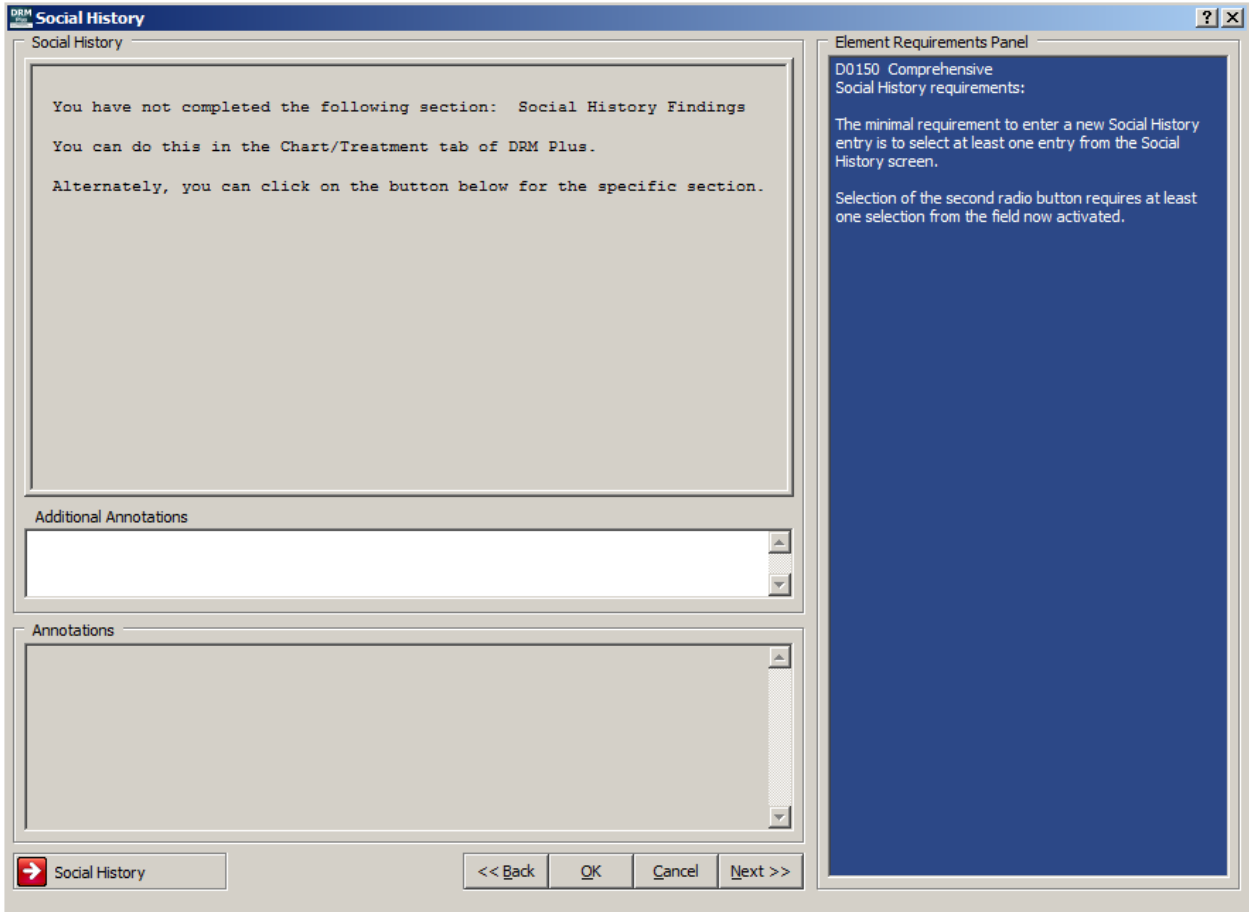 DRM Plus Social History
Social History
You have not completed the following section: Social History Findings
You can do this in the Chart/Treatment tab of DRM Plus.
Alternately, you can click on the button below for the specific section.
Additional Annotations
Annotations
Social History
<< Back
OK
Cancel
Next >>
Element Requirements Panel
D0150 Comprehensive
Social History requirements:
The minimal requirement to enter a new Social History
entry is to select at least one entry from the Social
History screen.
Selection of the second radio button requires at least
one selection from the field now activated.